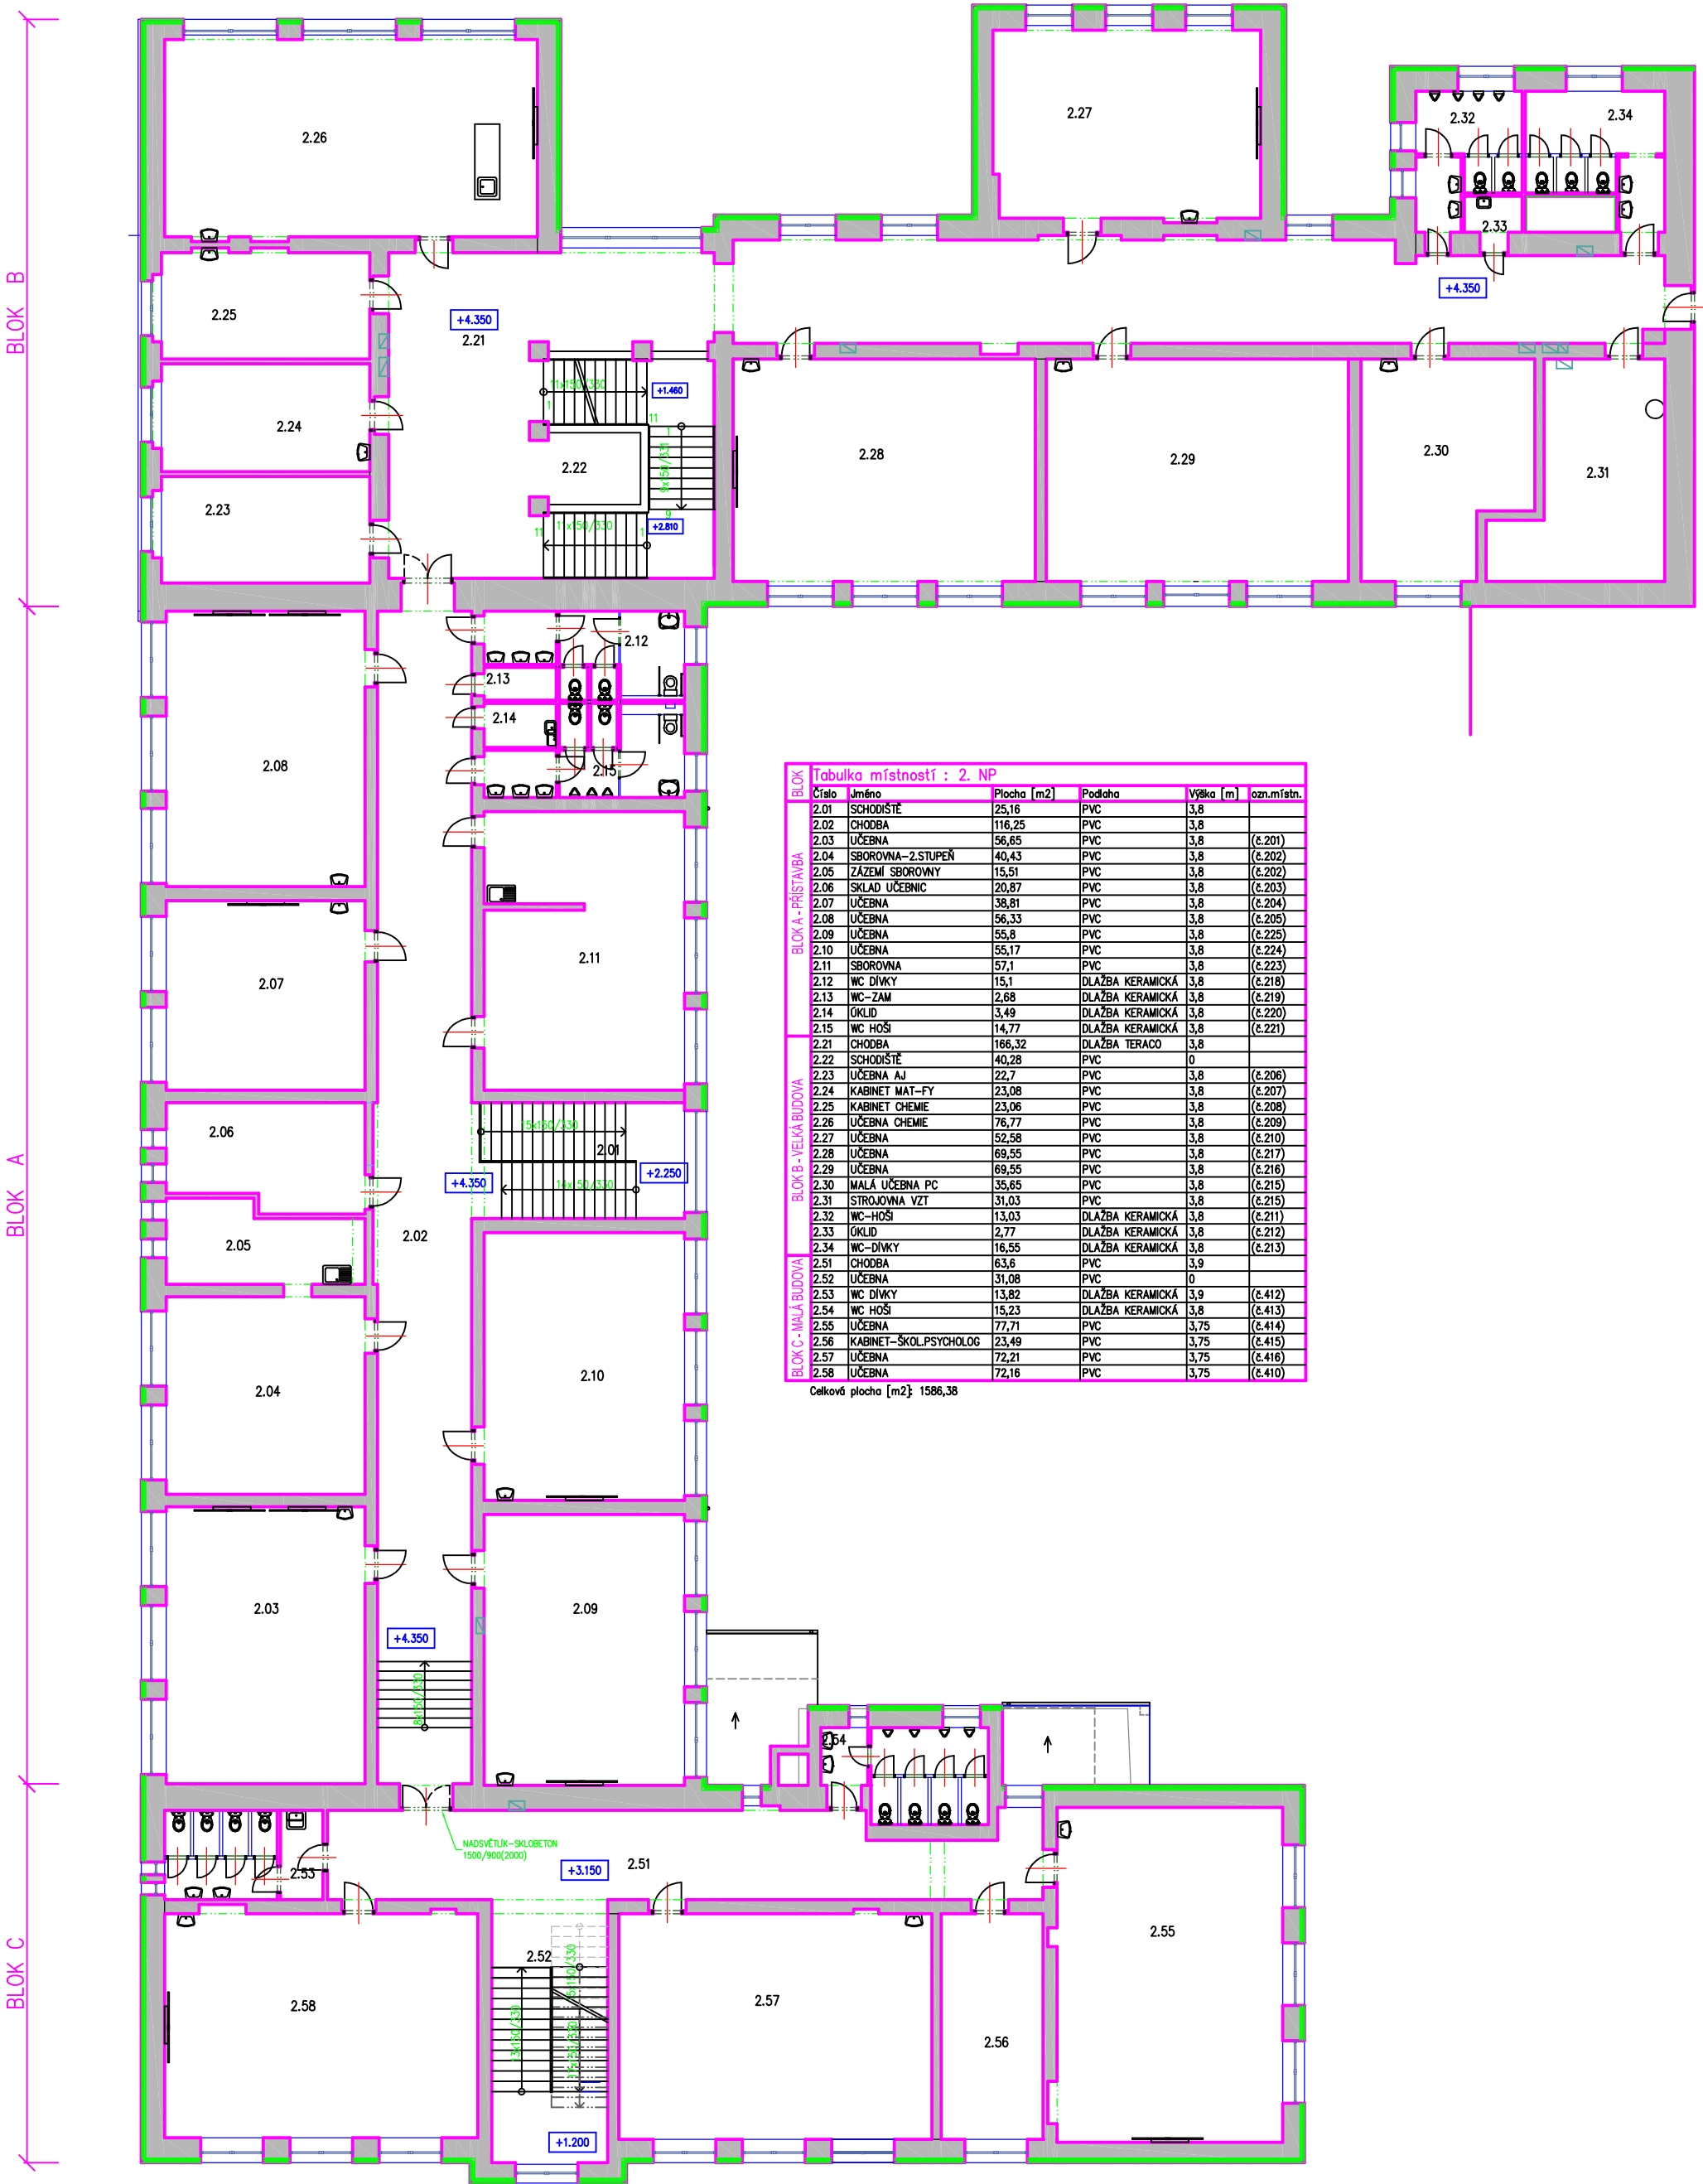 2.26
2.27
2.32
2.34
2.33
2.25
+4.350
2.21
+4.350
11x150/330
1
+1.460
11
1
2.24
2.22
9x150/331
2.28
2.29
2.30
2.31
2.23
9
11
11x150/330
1
+2.810
BLOK B
2.12
2.13
2.14
2.15
2.08
2.11
2.07
2.06
15x150/330
2.01
+4.350
14x150/330
+2.250
2.05
2.02
2.04
2.10
2.03
2.09
+4.350
8x150/330
BLOK A
Tabulka místností : 2. NP
BLOK Číslo Jméno Plocha [m2] Podlaha Výška [m] ozn.místn.
BLOK A - PŘÍSTAVBA
2.01 SCHODIŠTĚ 25,16 PVC 3,8
2.02 CHODBA 116,25 PVC 3,8
2.03 UČEBNA 56,65 PVC 3,8 (č.201)
2.04 SBOROVNA-2.STUPEŇ 40,43 PVC 3,8 (č.202)
2.05 ZÁZEMÍ SBOROVNY 15,51 PVC 3,8 (č.202)
2.06 SKLAD UČEBNIC 20,87 PVC 3,8 (č.203)
2.07 UČEBNA 38,81 PVC 3,8 (č.204)
2.08 UČEBNA 56,33 PVC 3,8 (č.205)
2.09 UČEBNA 55,8 PVC 3,8 (č.225)
2.10 UČEBNA 55,17 PVC 3,8 (č.224)
2.11 SBOROVNA 57,1 PVC 3,8 (č.223)
2.12 WC DÍVKY 15,1 DLAŽBA KERAMICKÁ 3,8 (č.218)
2.13 WC-ZAM 2,68 DLAŽBA KERAMICKÁ 3,8 (č.219)
2.14 ÚKLID 3,49 DLAŽBA KERAMICKÁ 3,8 (č.220)
2.15 WC HOŠI 14,77 DLAŽBA KERAMICKÁ 3,8 (č.221)
BLOK B - VELKÁ BUDOVA
2.21 CHODBA 166,32 DLAŽBA TERACO 3,8
2.22 SCHODIŠTĚ 40,28 PVC 0
2.23 UČEBNA AJ 22,7 PVC 3,8 (č.206)
2.24 KABINET MAT-FY 23,08 PVC 3,8 (č.207)
2.25 KABINET CHEMIE 23,06 PVC 3,8 (č.208)
2.26 UČEBNA CHEMIE 76,77 PVC 3,8 (č.209)
2.27 UČEBNA 52,58 PVC 3,8 (č.210)
2.28 UČEBNA 69,55 PVC 3,8 (č.217)
2.29 UČEBNA 69,55 PVC 3,8 (č.216)
2.30 MALÁ UČEBNA PC 35,65 PVC 3,8 (č.215)
2.31 STROJOVNA VZT 31,03 PVC 3,8 (č.215)
2.32 WC-HOŠI 13,03 DLAŽBA KERAMICKÁ 3,8 (č.211)
2.33 ÚKLID 2,77 DLAŽBA KERAMICKÁ 3,8 (č.212)
2.34 WC-DÍVKY 16,55 DLAŽBA KERAMICKÁ 3,8 (č.213)
BLOK C - MALÁ BUDOVA
2.51 CHODBA 63,6 PVC 3,9
2.52 UČEBNA 31,08 PVC 0
2.53 WC DÍVKY 13,82 DLAŽBA KERAMICKÁ 3,9 (č.412)
2.54 WC HOŠI 15,23 DLAŽBA KERAMICKÁ 3,8 (č.413)
2.55 UČEBNA 77,71 PVC 3,75 (č.414)
2.56 KABINET-ŠKOL.PSYCHOLOG 23,49 PVC 3,75 (č.415)
2.57 UČEBNA 72,21 PVC 3,75 (č.416)
2.58 UČEBNA 72,16 PVC 3,75 (č.410)
Celková plocha [m2]: 1586,38
2.54
NADSVĚTLÍK-SKLOBETON
1500/900(2000)
2.53
+3.150
2.51
2.52
13x150/330
15x150/330
2.58
2.57
2.56
2.55
+1.200
BLOK C